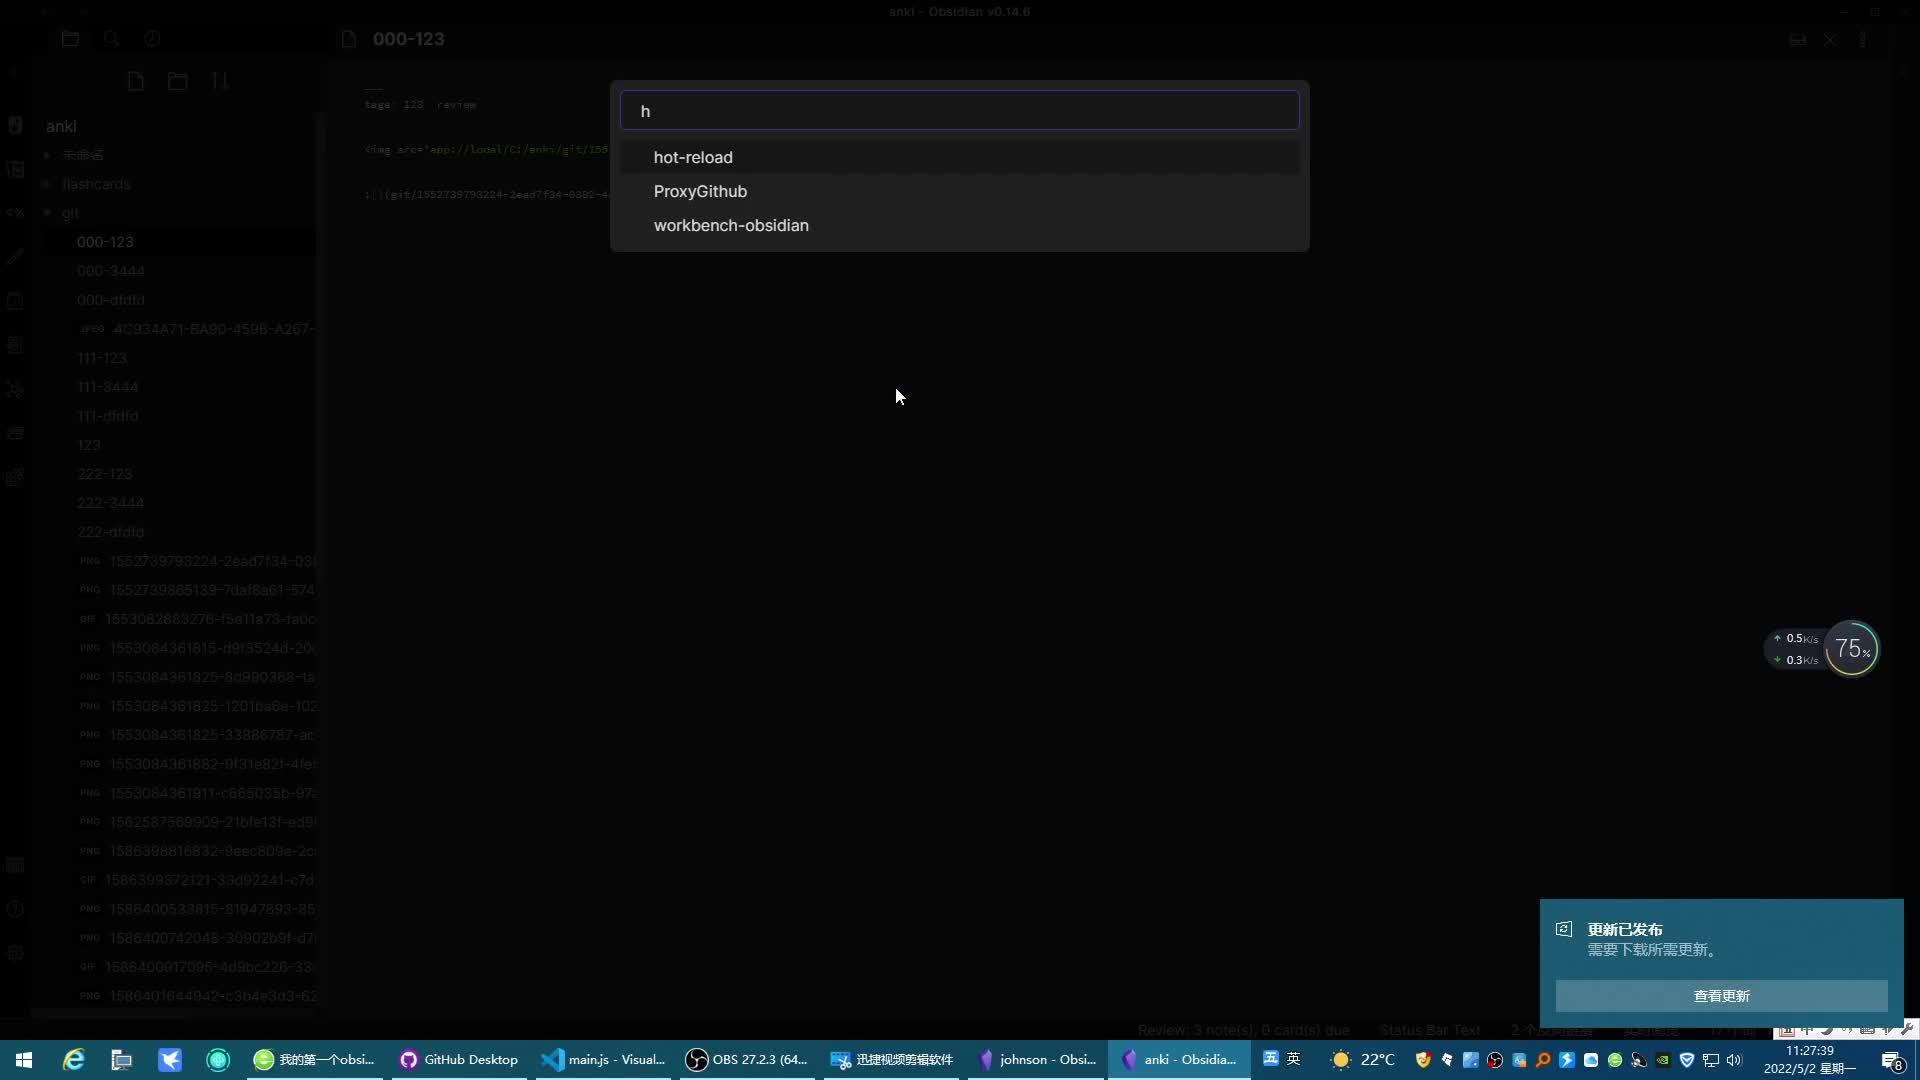 anki - Obsidian v0.14.6
000-123
tags: 123 review
<img src="app://local/C:/anki/git/155
h
hot-reload
ProxyGithub
workbench-obsidian
anki
未命名
flashcards
git
000-123
000-3444
000-dfdfd
JPEG 4C934A71-BA90-459B-A267-
111-123
111-3444
111-dfdfd
123
222-123
222-3444
222-dfdfd
PNG 1552739793224-2ead7f34-038
PNG 1552739865139-7daf6a61-574
GIF 1553082883276-f5e11a73-fa0c
PNG 1553084361815-d9f3524d-20
PNG 1553084361825-8d990368-1a
PNG 1553084361825-1201ba6e-102
PNG 1553084361825-33886787-ac
PNG 1553084361882-9f31e82f-4fe
PNG 1553084361911-c665035b-97
PNG 1562587569909-21bfe13f-ed9
PNG 1586398816832-9eec809e-2c
GIF 1586399372121-33d92241-c7d
PNG 1586400533815-81947893-85
PNG 1586400742048-30902b9f-d7
GIF 1586400917095-4d9bc226-33
PNG 1586401644942-c3b4e3d3-62
↑ 0.5K/s
↓ 0.3K/s
75%
更新已发布
需要下载所需更新。
查看更新
Review: 3 note(s), 0 card(s) due
Status Bar Text
我的第一个obsi...
GitHub Desktop
main.js - Visual...
OBS 27.2.3 (64...
迅捷视频剪辑软件
johnson - Obsi...
anki - Obsidia...
五 英
22°C
11:27:39
2022/5/2 星期一
8